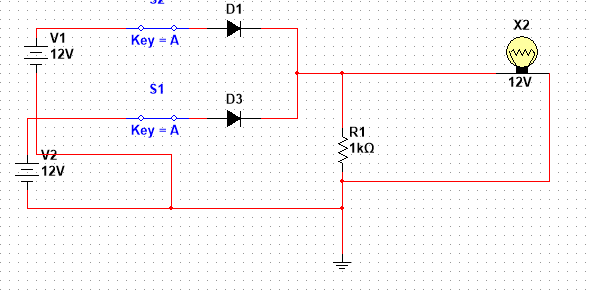 S2
D1
Key = A
V1
12V
X2
12V
S1
D3
Key = A
R1
1kΩ
V2
12V